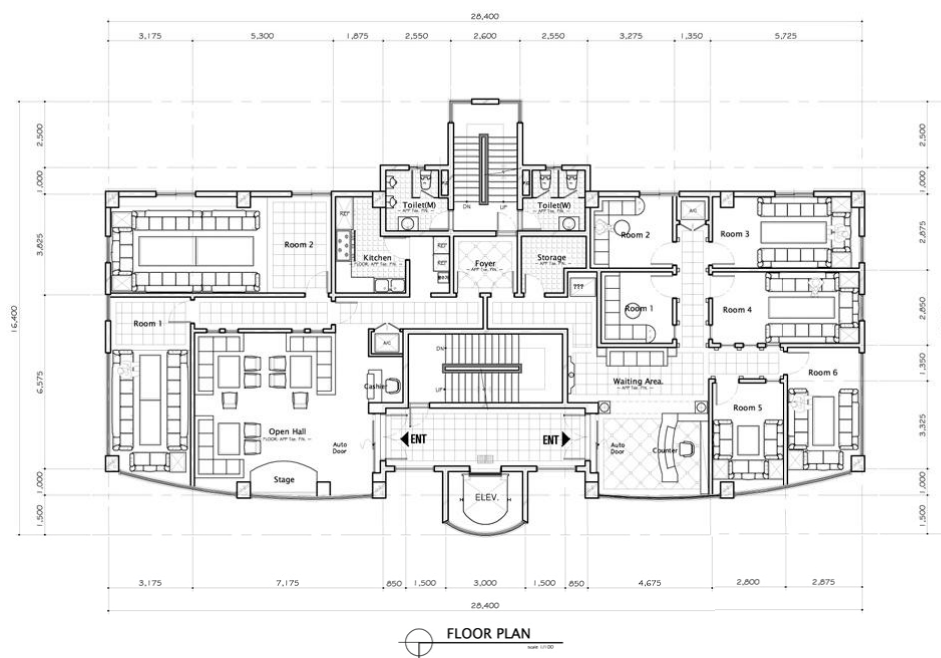 28,400
3,175 5,300 1,875 2,550 2,600 2,550 3,275 1,350 5,725
2,500
1,000
3,825
16,400
6,575
1,000
1,500
2,500
1,000
2,875
2,850
1,350
3,325
1,000
1,500
DN UP
Toilet(M)
Toilet(W)
REF
Kitchen
REF
REF
Foyer
Storage
Room 2
Room 2
A/C
Room 3
Room 1
Room 4
???
Room 1
A/C
DN
UP
Cashier
Waiting Area.
Room 6
Room 5
Open Hall
Auto
Door
ENT
ENT
Auto
Door
Counter
Stage
ELEV.
3,175 7,175 850 1,500 3,000 1,500 850 4,675 2,800 2,875
28,400
FLOOR PLAN